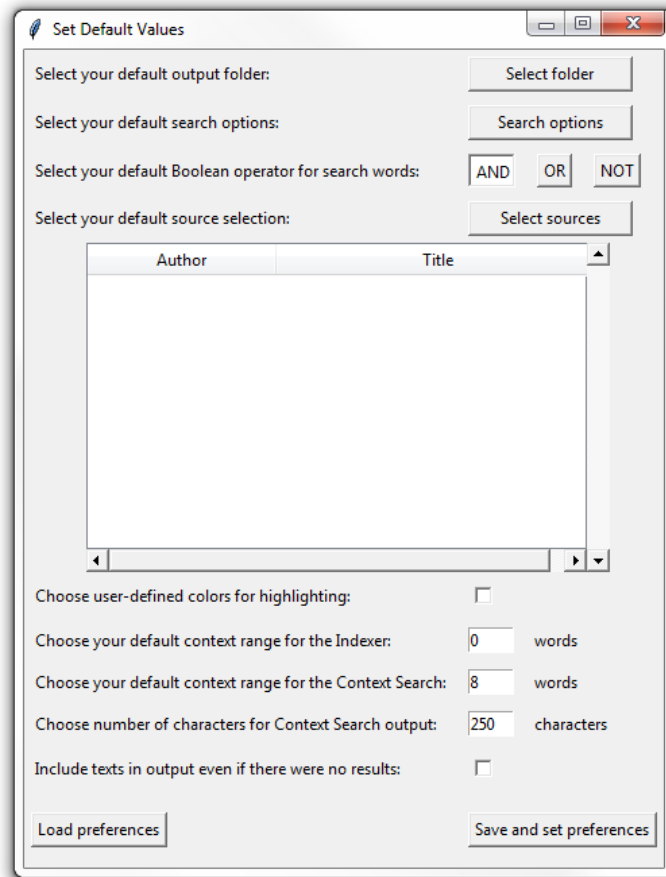 Set Default Values
Select your default output folder: Select folder
Select your default search options: Search options
Select your default Boolean operator for search words: AND OR NOT
Select your default source selection: Select sources
Author Title
Choose user-defined colors for highlighting:
Choose your default context range for the Indexer: 0 words
Choose your default context range for the Context Search: 8 words
Choose number of characters for Context Search output: 250 characters
Include texts in output even if there were no results:
Load preferences Save and set preferences